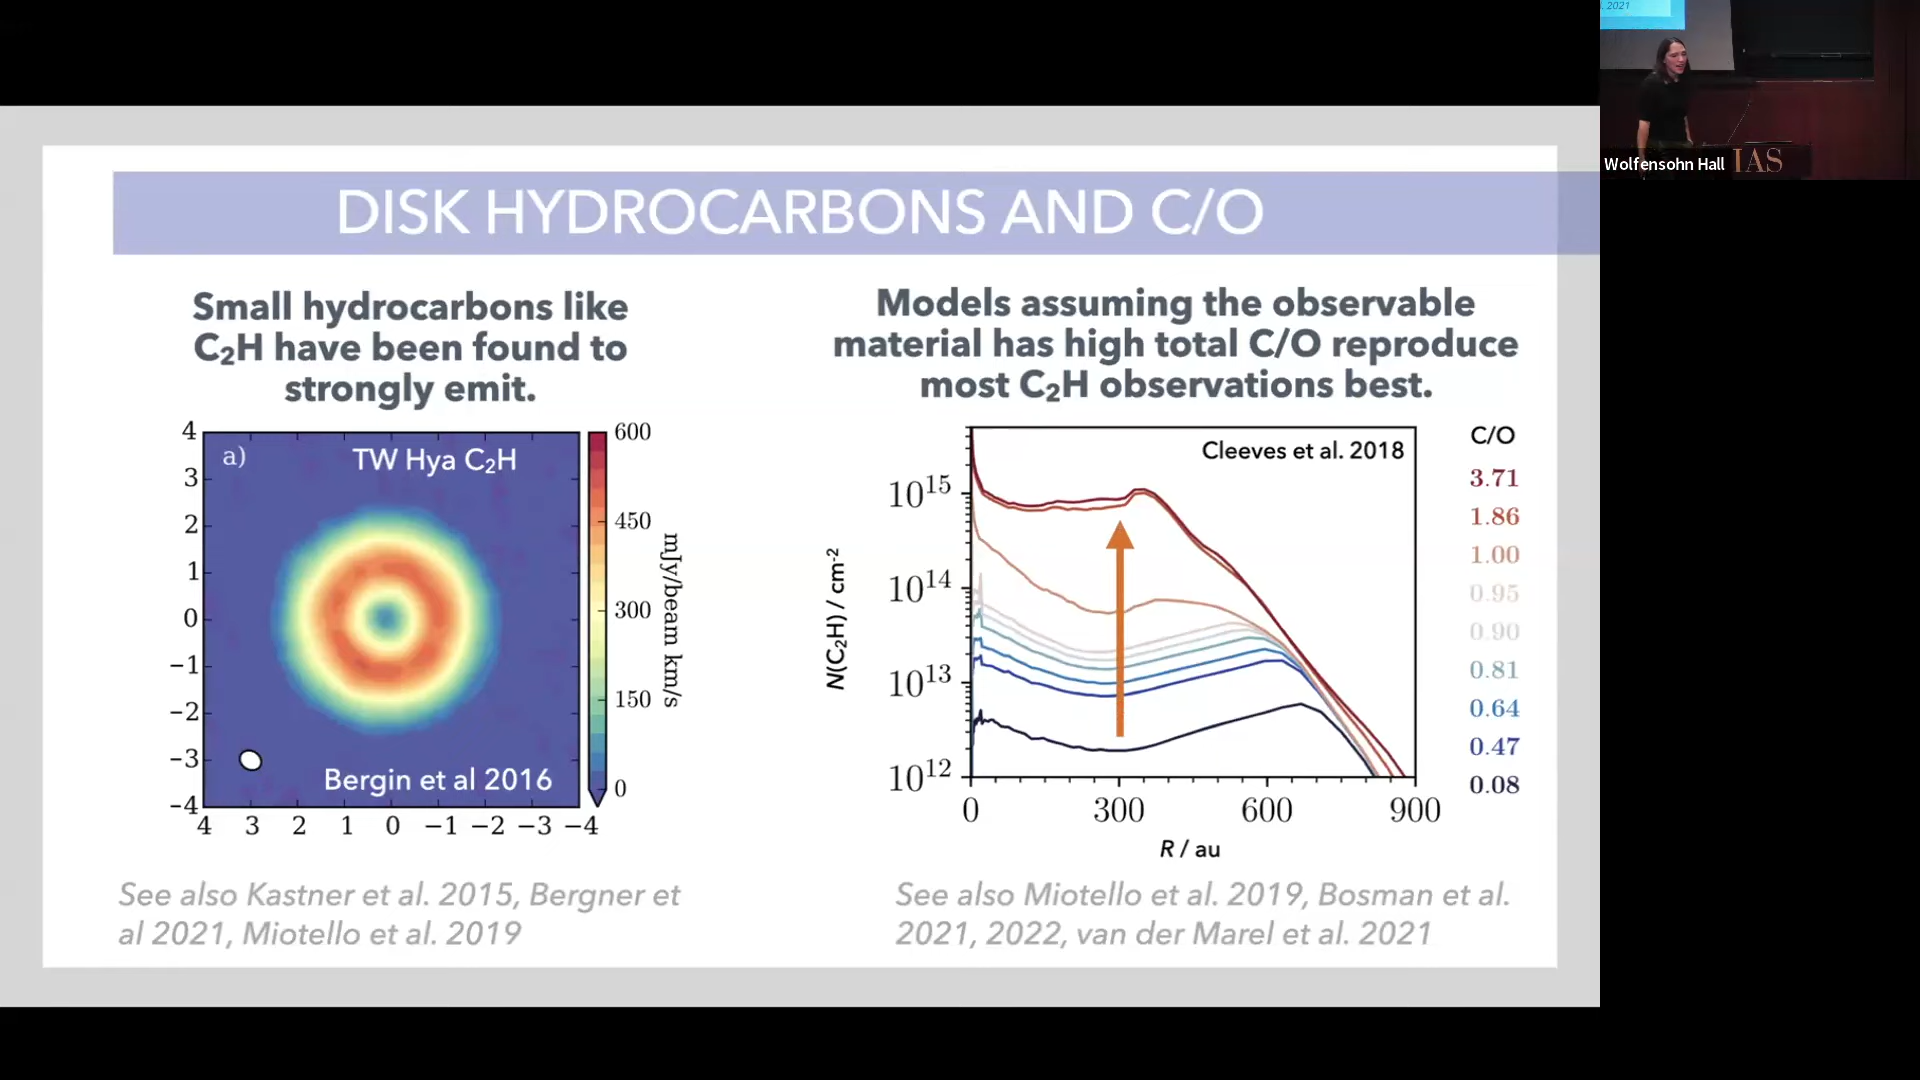 DISK HYDROCARBONS AND C/O
Small hydrocarbons like
C₂H have been found to
strongly emit.
4
3
2
1
0
−1
−2
−3
−4
4 3 2 1 0 −1 −2 −3 −4
a)
TW Hya C₂H
Bergin et al 2016
600
450
300
150
0
mJy/beam km/s
See also Kastner et al. 2015, Bergner et
al 2021, Miotello et al. 2019
Models assuming the observable
material has high total C/O reproduce
most C₂H observations best.
Cleeves et al. 2018
N(C₂H) / cm⁻²
10¹⁵
10¹⁴
10¹³
10¹²
0 300 600 900
R / au
C/O
3.71
1.86
1.00
0.95
0.90
0.81
0.64
0.47
0.08
See also Miotello et al. 2019, Bosman et al.
2021, 2022, van der Marel et al. 2021
. 2021
Wolfensohn Hall
IAS